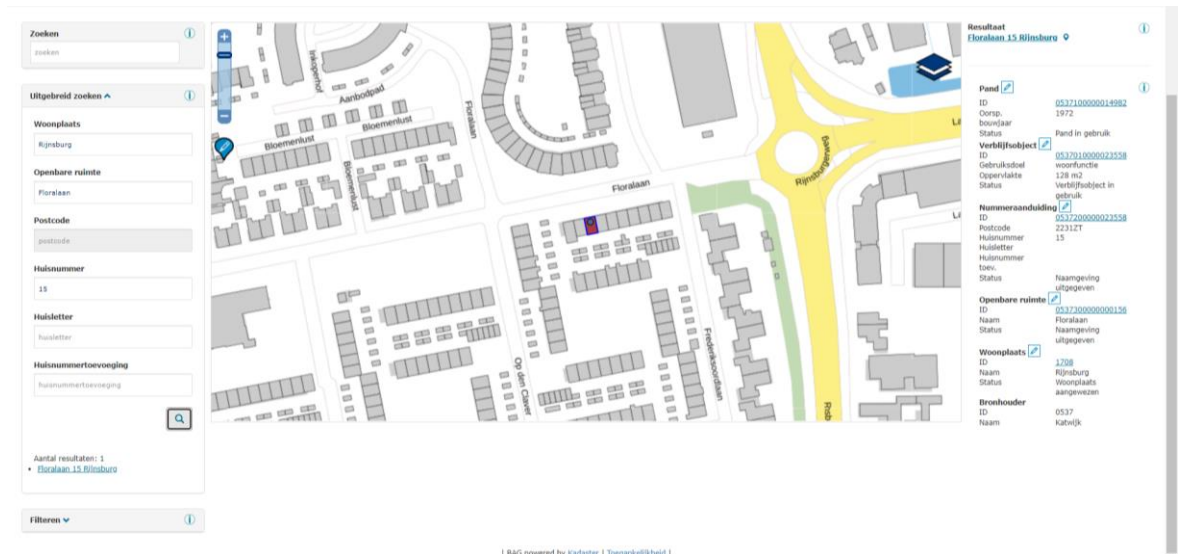 Zoeken
zoeken
Uitgebreid zoeken
Woonplaats
Rijnsburg
Openbare ruimte
Floralaan
Postcode
postcode
Huisnummer
15
Huisletter
huisletter
Huisnummertoevoeging
huisnummertoevoeging
Aantal resultaten: 1
Floralaan 15 Rijnsburg
Filteren
Inkoperhof
Aanbodpad
Bloemenlust
Bloemenlust
Bloemenlust
Floralaan
Floralaan
Rijnsburgerweg
La
La
Op den Claver
Frederiksoordlaan
Rijsb
Resultaat
Floralaan 15 Rijnsburg
Pand
ID 0537100000014982
Oorsp. bouwjaar 1972
Status Pand in gebruik
Verblijfsobject
ID 0537010000023558
Gebruiksdoel woonfunctie
Oppervlakte 128 m2
Status Verblijfsobject in
gebruik
Nummeraanduiding
ID 0537200000023558
Postcode 2231ZT
Huisnummer 15
Huisletter
Huisnummer
toev.
Status Naamgeving
uitgegeven
Openbare ruimte
ID 0537300000000156
Naam Floralaan
Status Naamgeving
uitgegeven
Woonplaats
ID 1708
Naam Rijnsburg
Status Woonplaats
aangewezen
Bronhouder
ID 0537
Naam Katwijk
| BAG powered by Kadaster | Toegankelijkheid |